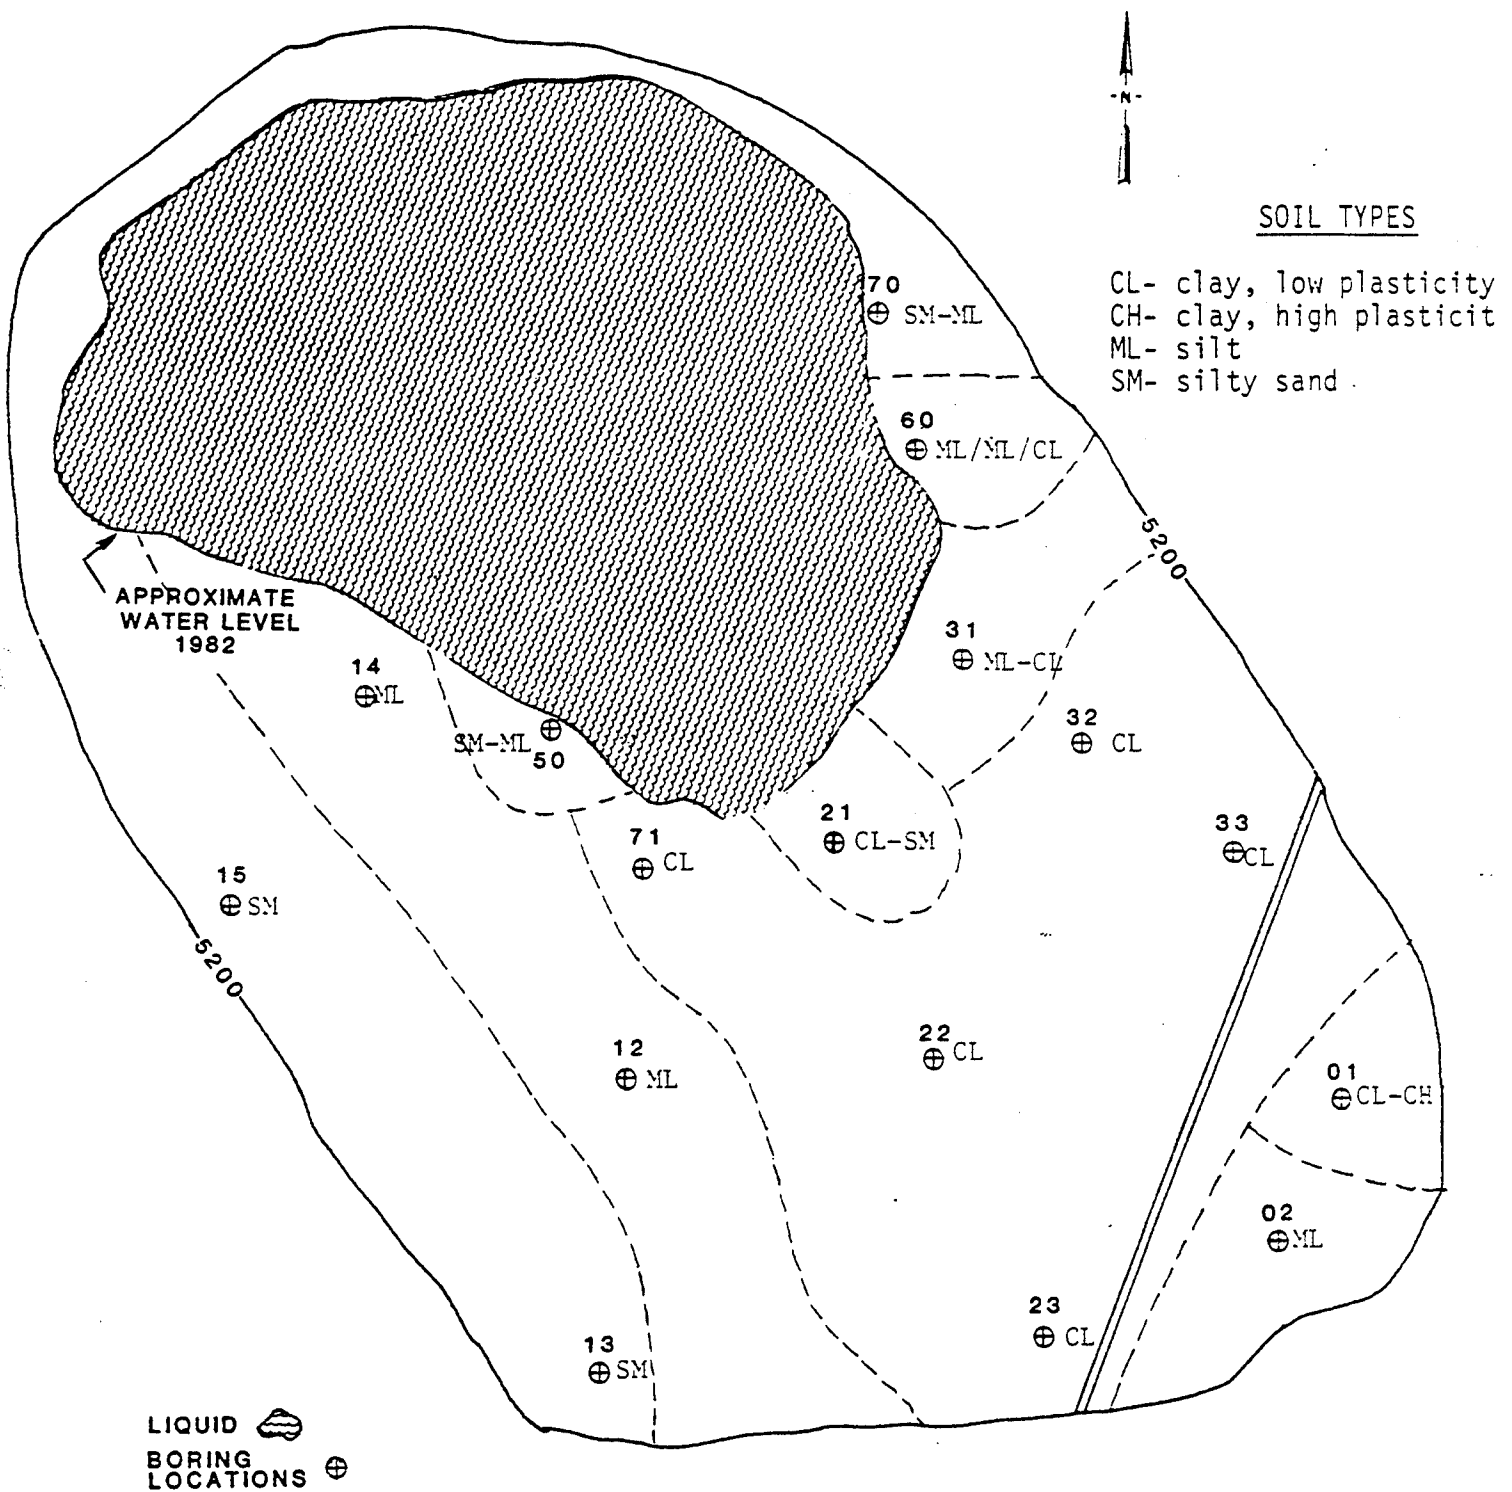 -N-
SOIL TYPES
CL- clay, low plasticity
CH- clay, high plasticit
ML- silt
SM- silty sand
70
SM-ML
60
ML/ML/CL
5200
APPROXIMATE
WATER LEVEL
1982
31
ML-CL
14
ML
32
CL
SM-ML
50
21
CL-SM
33
CL
71
CL
15
SM
5200
22
CL
12
ML
01
CL-CH
02
ML
23
CL
13
SM
LIQUID
BORING
LOCATIONS